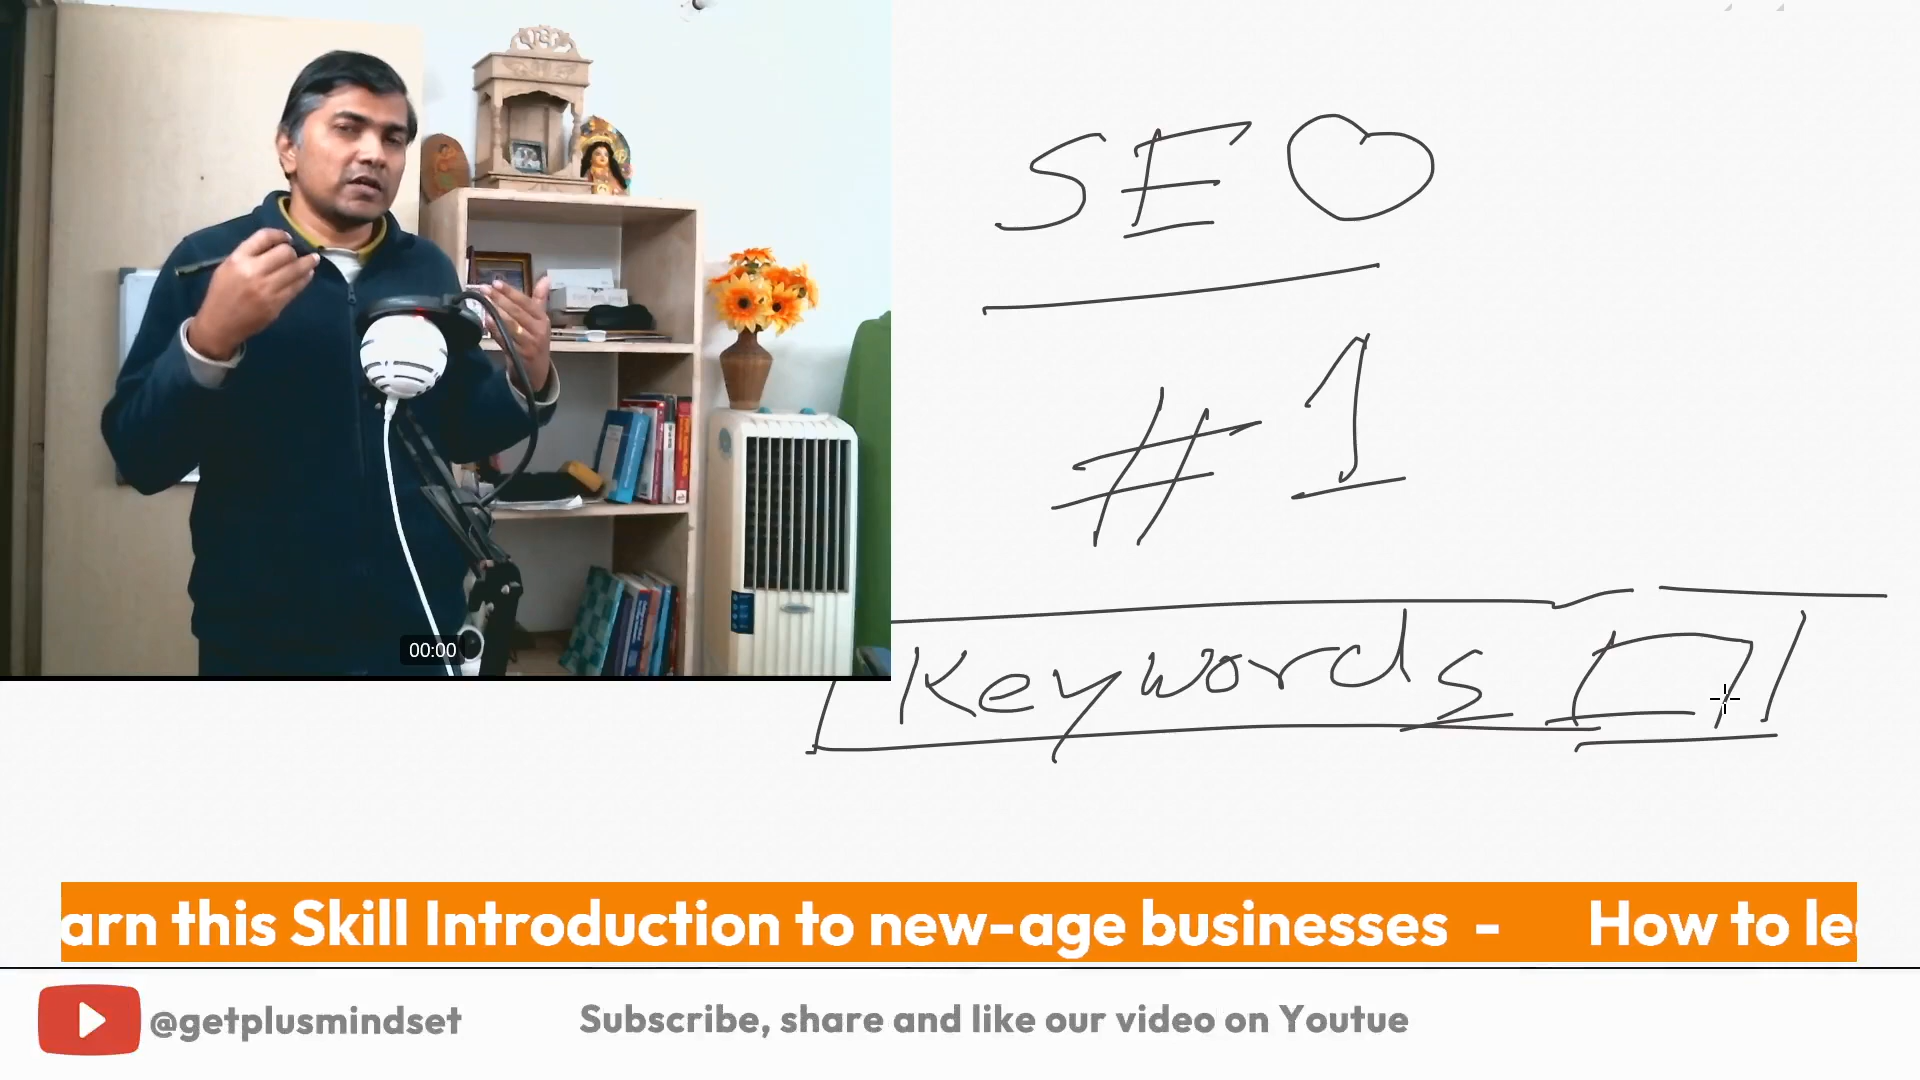 SEO
#1
Keywords
00:00
arn this Skill Introduction to new-age businesses - How to le
@getplusmindset
Subscribe, share and like our video on Youtue